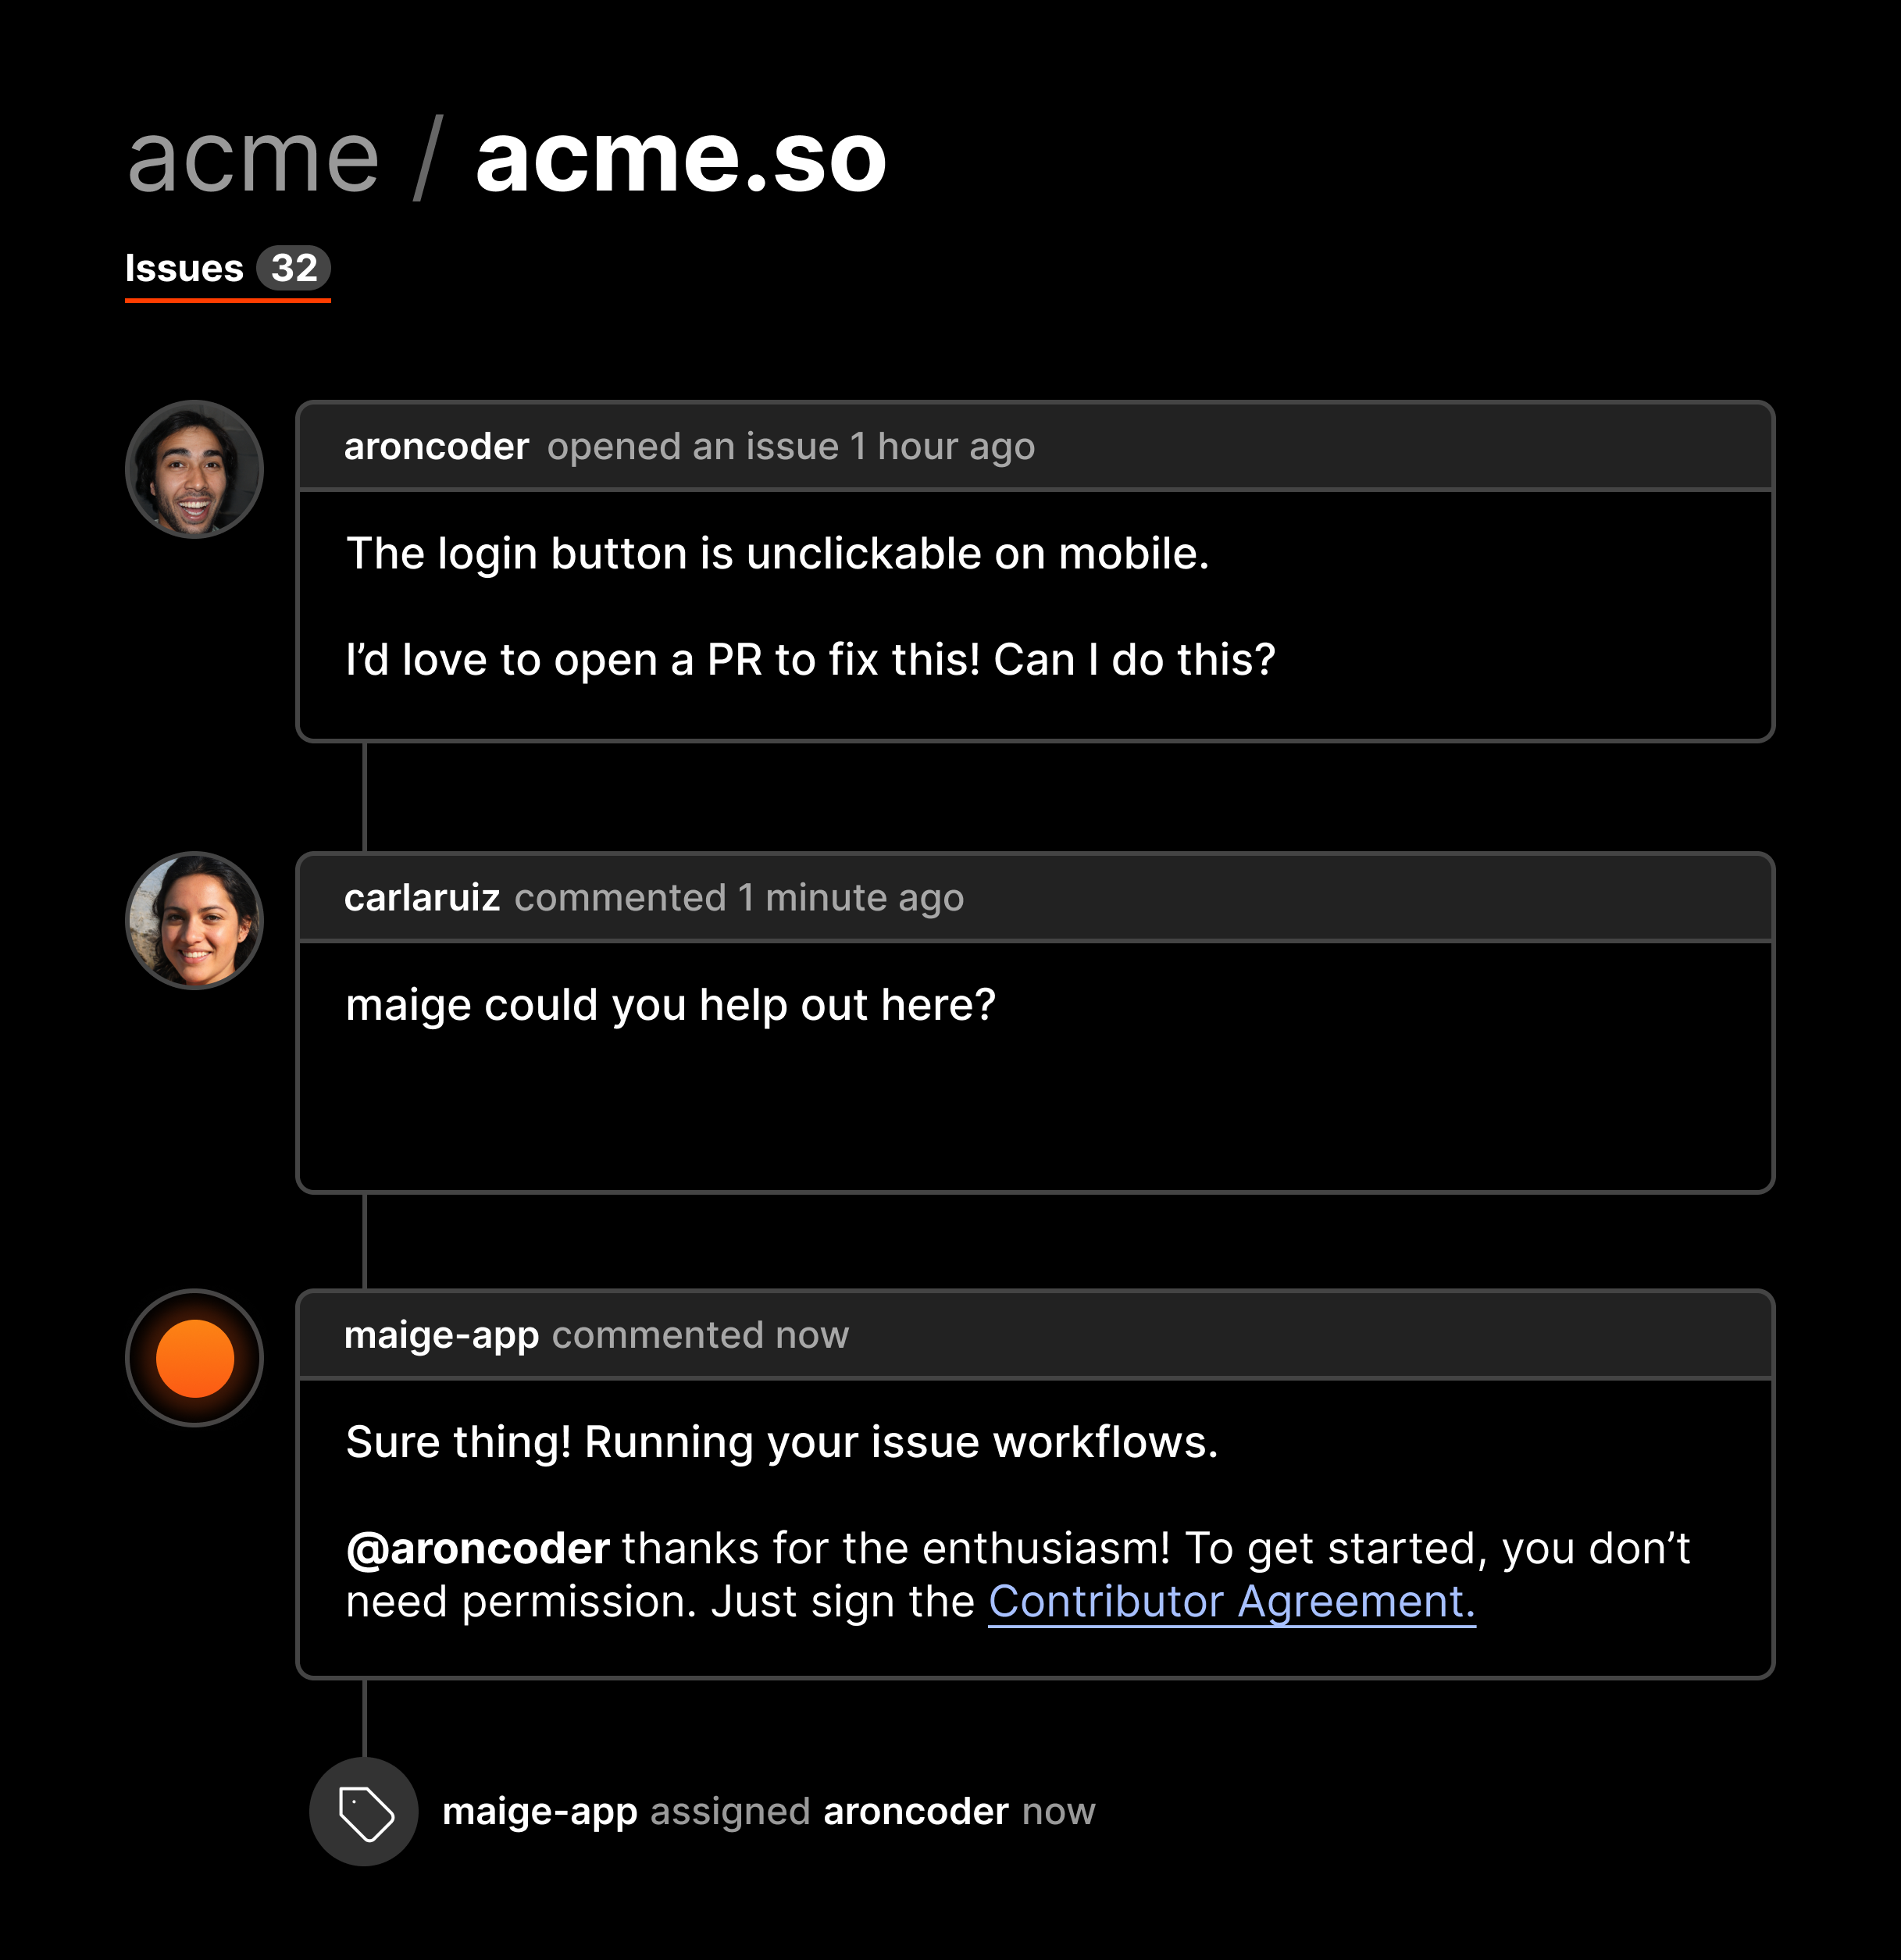 acme / acme.so
Issues 32
aroncoder opened an issue 1 hour ago
The login button is unclickable on mobile.
I’d love to open a PR to fix this! Can I do this?
carlaruiz commented 1 minute ago
maige could you help out here?
maige-app commented now
Sure thing! Running your issue workflows.
@aroncoder thanks for the enthusiasm! To get started, you don’t
need permission. Just sign the Contributor Agreement.
maige-app assigned aroncoder now